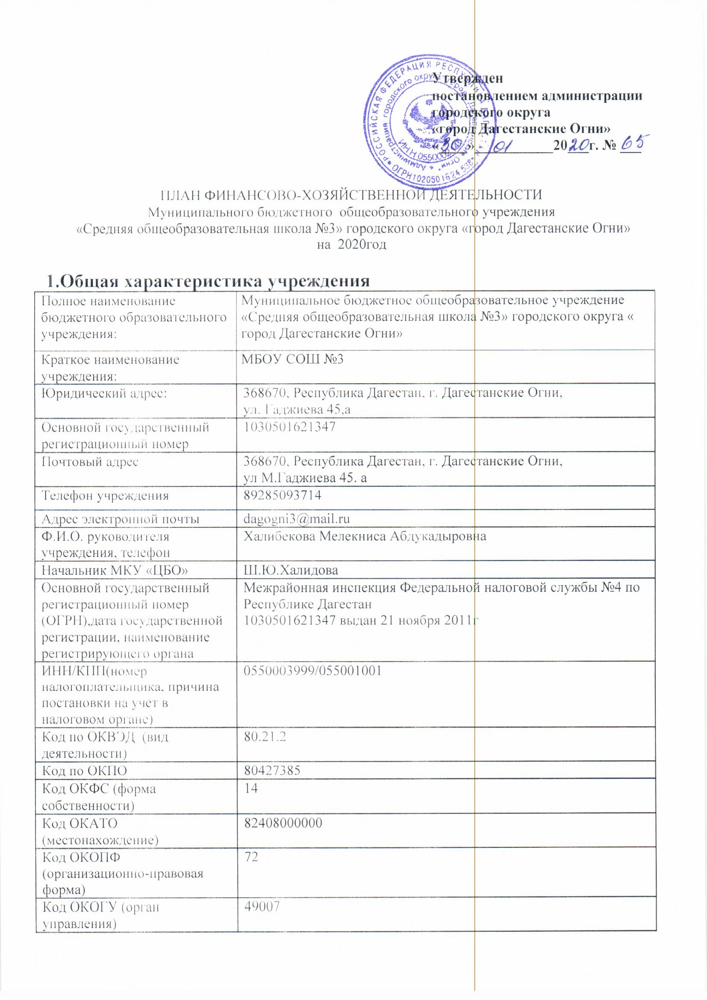 Утвержден
постановлением администрации
городского округа
«город Дагестанские Огни»
«30» 01 2020г. № 65
РОССИЙСКАЯ ФЕДЕРАЦИЯ РЕСПУБЛИКА ДАГЕСТАН
ОГРН1020501624 538
Администрация городского округа "город Дагестанские Огни"
ИНН 0550002
ПЛАН ФИНАНСОВО-ХОЗЯЙСТВЕННОЙ ДЕЯТЕЛЬНОСТИ
Муниципального бюджетного общеобразовательного учреждения
«Средняя общеобразовательная школа №3» городского округа «город Дагестанские Огни»
на 2020год
1.Общая характеристика учреждения
Полное наименование
бюджетного образовательного
учреждения:
Муниципальное бюджетное общеобразовательное учреждение
«Средняя общеобразовательная школа №3» городского округа «
город Дагестанские Огни»
Краткое наименование
учреждения:
МБОУ СОШ №3
Юридический адрес:
368670, Республика Дагестан, г. Дагестанские Огни,
ул. Гаджиева 45,а
Основной государственный
регистрационный номер
1030501621347
Почтовый адрес
368670, Республика Дагестан, г. Дагестанские Огни,
ул М.Гаджиева 45. а
Телефон учреждения
89285093714
Адрес электронной почты
dagogni3@mail.ru
Ф.И.О. руководителя
учреждения, телефон
Халибекова Мелекниса Абдукадыровна
Начальник МКУ «ЦБО»
Ш.Ю.Халидова
Основной государственный
регистрационный номер
(ОГРН),дата государственной
регистрации, наименование
регистрирующего органа
Межрайонная инспекция Федеральной налоговой службы №4 по
Республике Дагестан
1030501621347 выдан 21 ноября 2011г
ИНН/КПП(номер
налогоплательщика, причина
постановки на учет в
налоговом органе)
0550003999/055001001
Код по ОКВЭД (вид
деятельности)
80.21.2
Код по ОКПО
80427385
Код ОКФС (форма
собственности)
14
Код ОКАТО
(местонахождение)
82408000000
Код ОКОПФ
(организационно-правовая
форма)
72
Код ОКОГУ (орган
управления)
49007